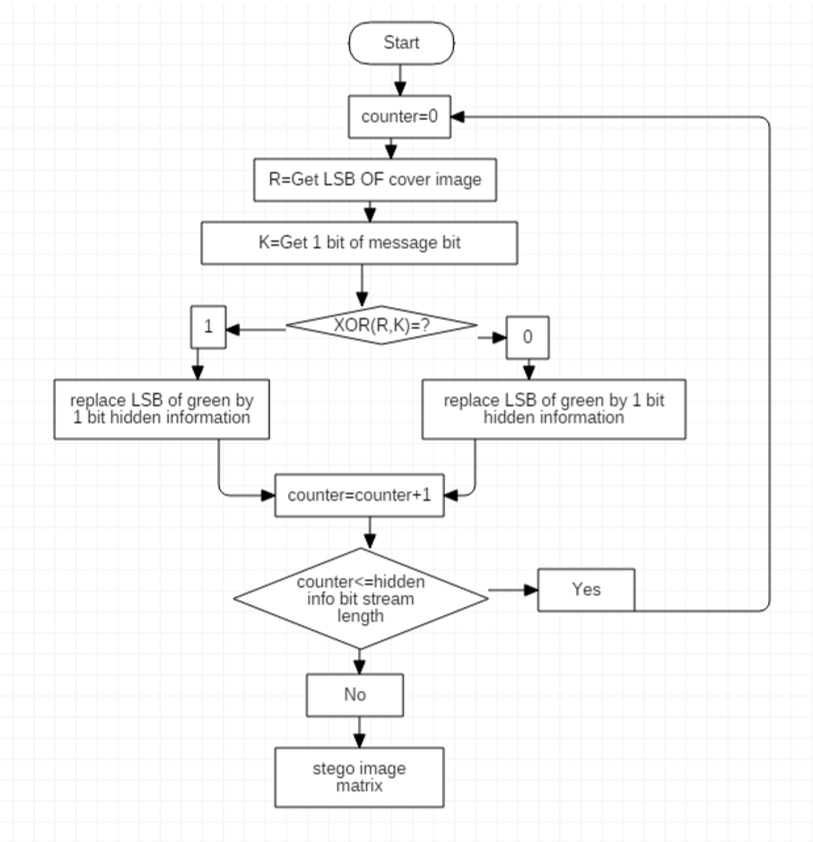 Start
counter=0
R=Get LSB OF cover image
K=Get 1 bit of message bit
XOR(R,K)=?
1
0
replace LSB of green by
1 bit hidden information
replace LSB of green by 1 bit
hidden information
counter=counter+1
counter<=hidden
info bit stream
length
Yes
No
stego image
matrix